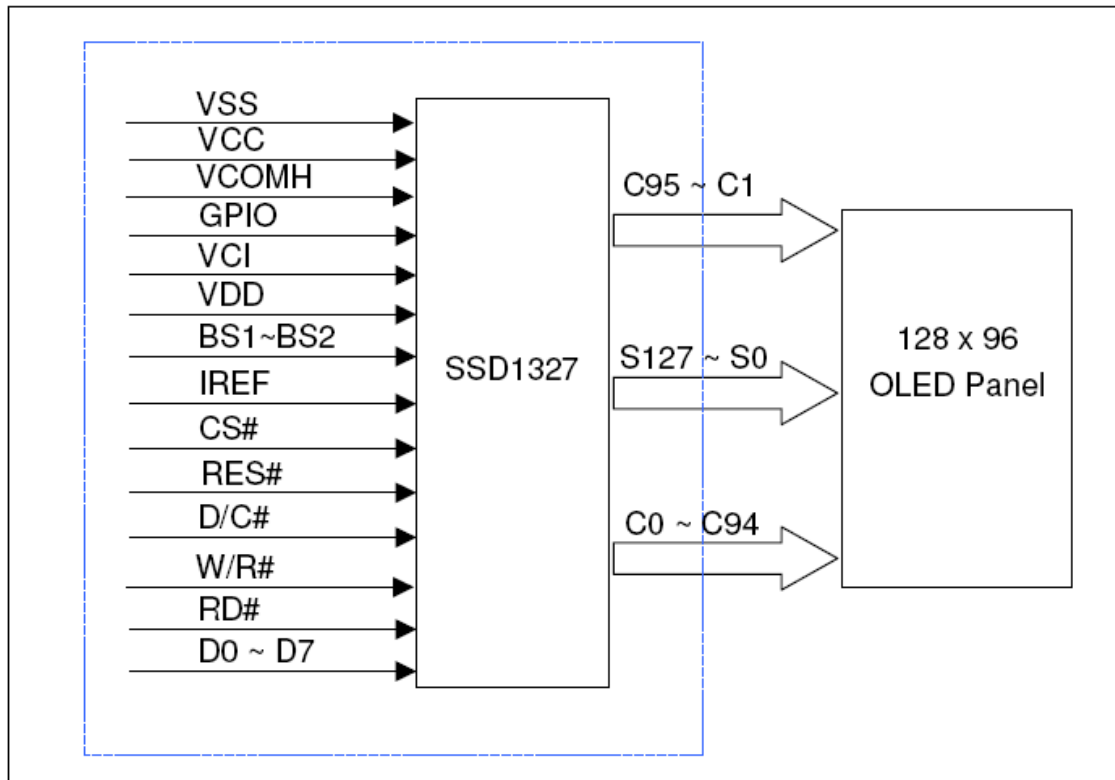 VSS
VCC
VCOMH
GPIO
VCI
VDD
BS1~BS2
IREF
CS#
RES#
D/C#
W/R#
RD#
D0 ~ D7
SSD1327
C95 ~ C1
S127 ~ S0
C0 ~ C94
128 x 96
OLED Panel